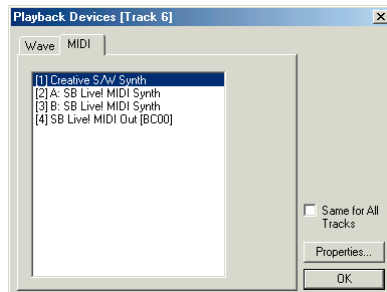 Playback Devices [Track 6]
Wave
MIDI
[1] Creative S/W Synth
[2] A: SB Live! MIDI Synth
[3] B: SB Live! MIDI Synth
[4] SB Live! MIDI Out [BC00]
Same for All
Tracks
Properties...
OK